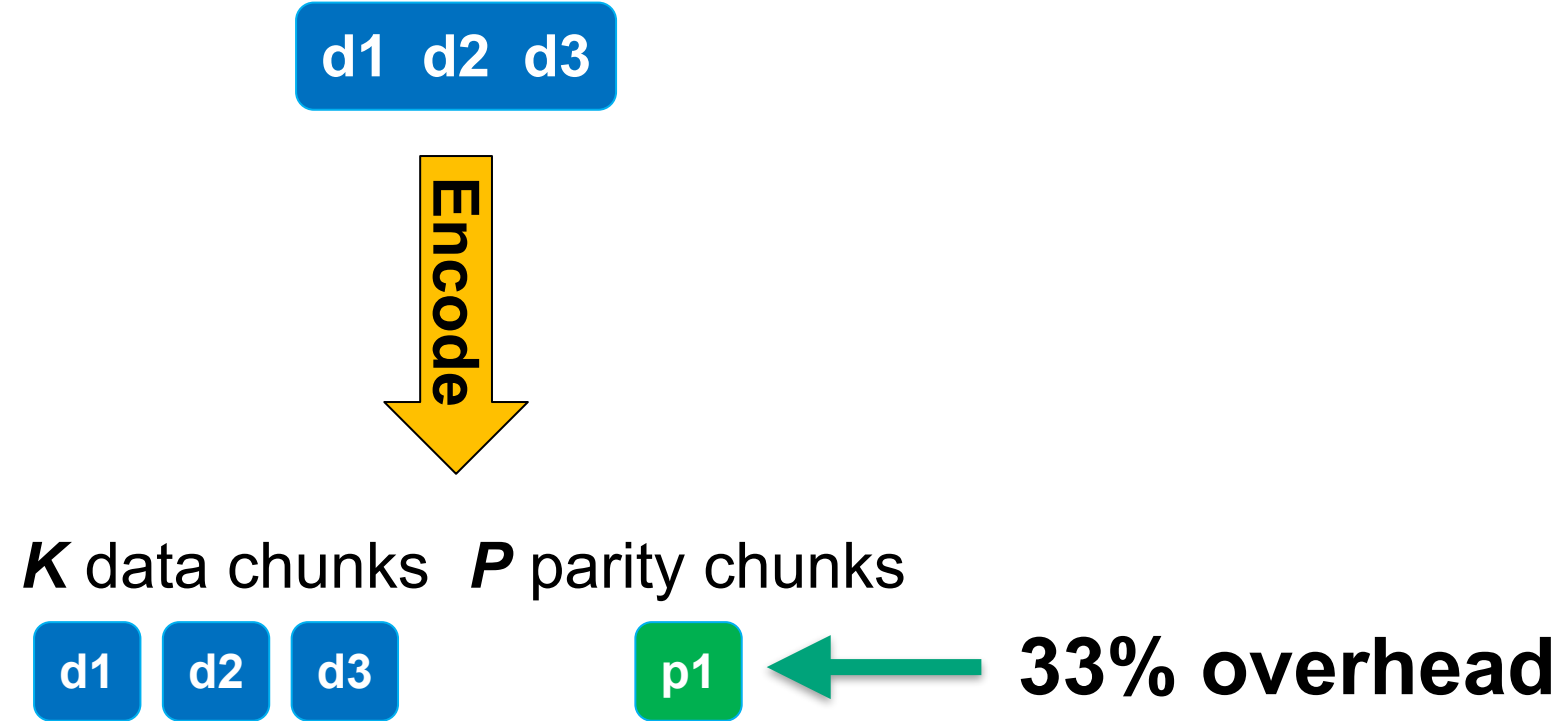 d1 d2 d3
Encode
K data chunks P parity chunks
d1 d2 d3 p1 33% overhead